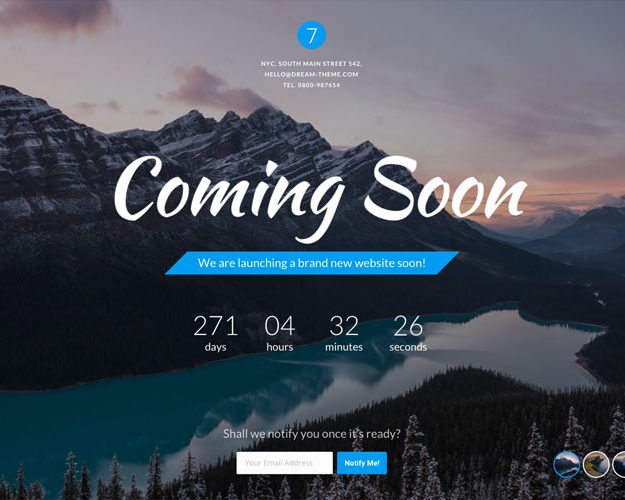 7
NYC, SOUTH MAIN STREET 542,
HELLO@DREAM-THEME.COM
TEL. 0800-987654
Coming Soon
We are launching a brand new website soon!
271 04 32 26
days hours minutes seconds
Shall we notify you once it's ready?
Your Email Address Notify Me!